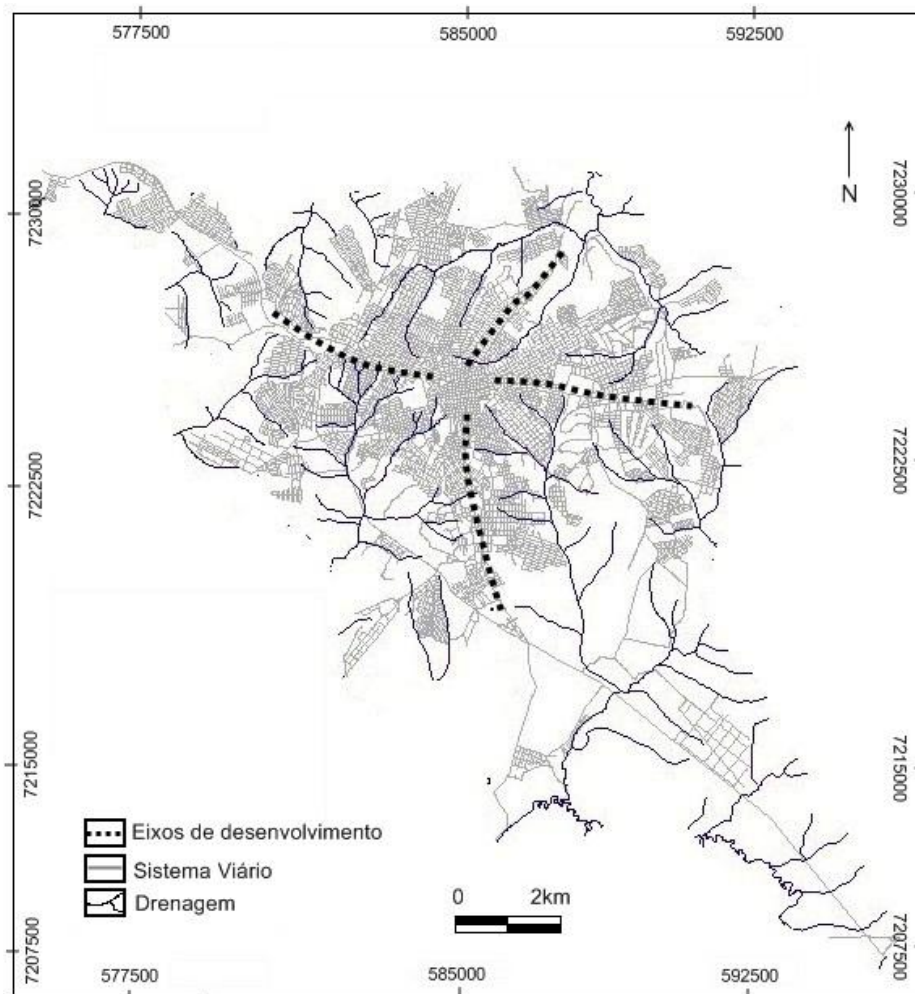 577500 585000 592500
N
7230000 7230000
7222500 7222500
7215000 7215000
Eixos de desenvolvimento
Sistema Viário
Drenagem
0 2km
7207500 7207500
577500 585000 592500